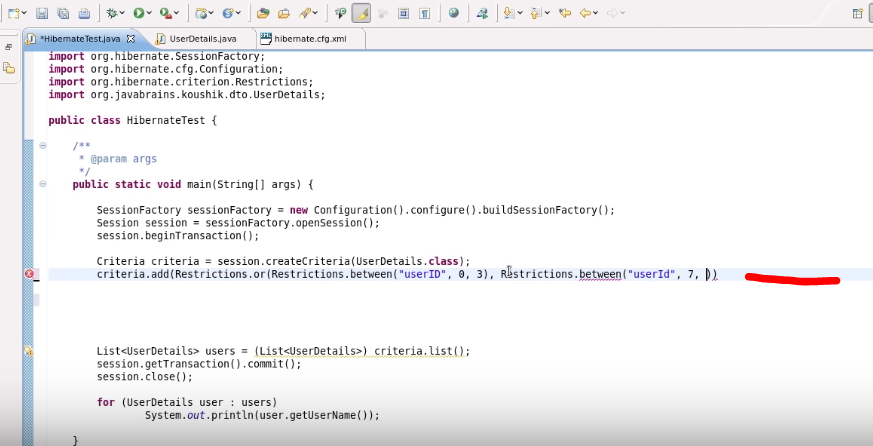 *HibernateTest.java
UserDetails.java
hibernate.cfg.xml
import org.hibernate.SessionFactory;
import org.hibernate.cfg.Configuration;
import org.hibernate.criterion.Restrictions;
import org.javabrains.koushik.dto.UserDetails;
public class HibernateTest {
/**
* @param args
*/
public static void main(String[] args) {
SessionFactory sessionFactory = new Configuration().configure().buildSessionFactory();
Session session = sessionFactory.openSession();
session.beginTransaction();
Criteria criteria = session.createCriteria(UserDetails.class);
criteria.add(Restrictions.or(Restrictions.between("userID", 0, 3), Restrictions.between("userId", 7, ))
List<UserDetails> users = (List<UserDetails>) criteria.list();
session.getTransaction().commit();
session.close();
for (UserDetails user : users)
System.out.println(user.getUserName());
}